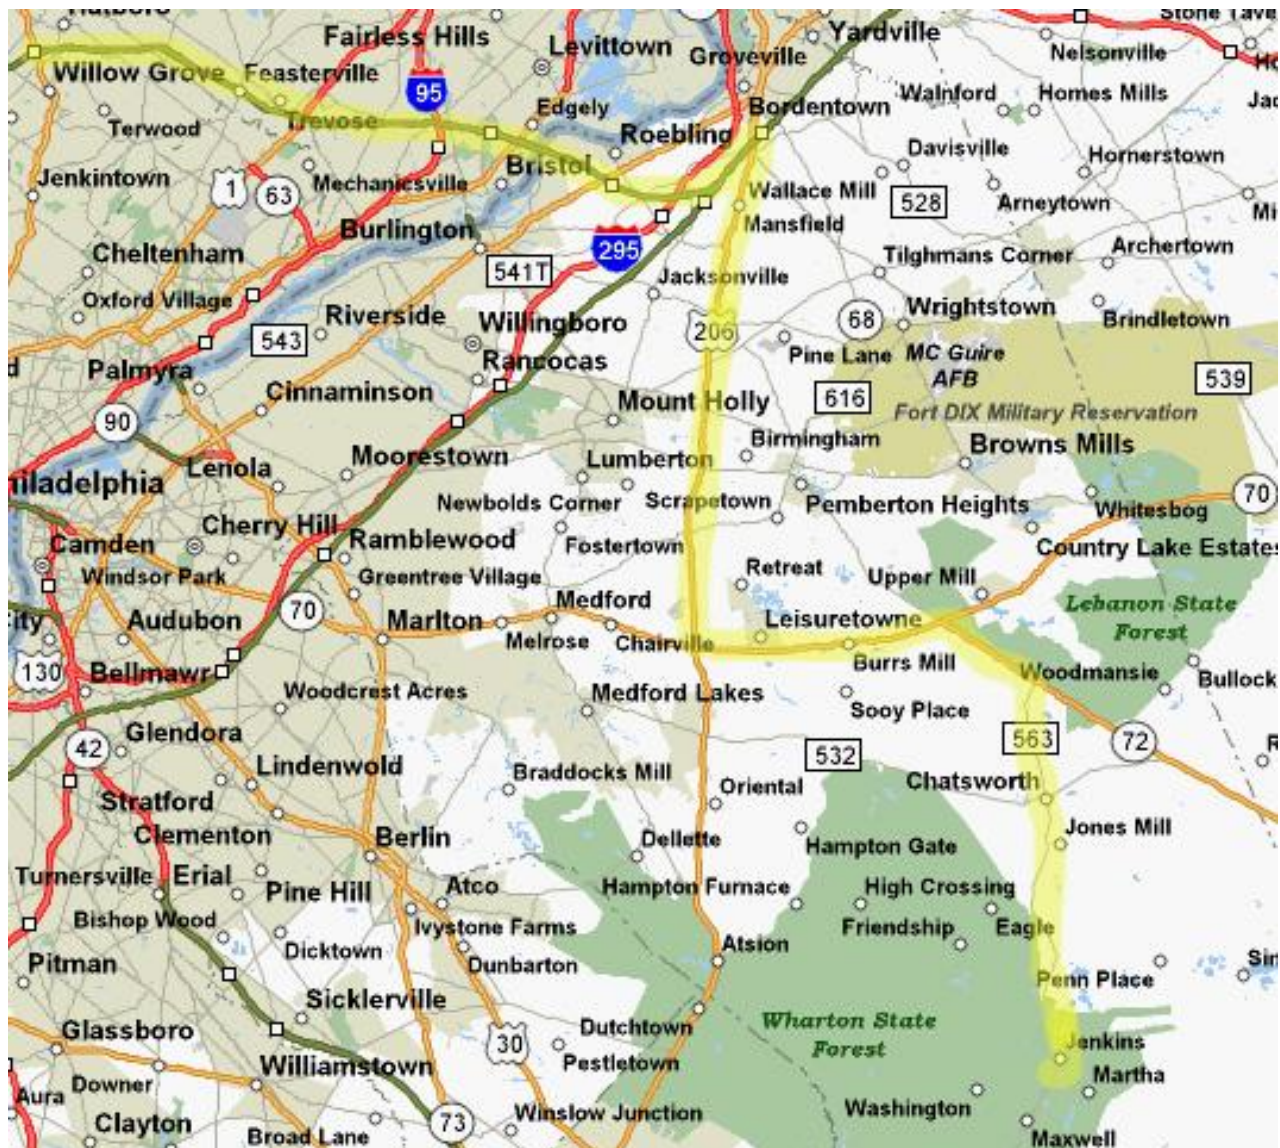 Hatboro
Fairless Hills
Levittown
Yardville
Stone Tave
Groveville
Nelsonville
Willow Grove
Feasterville
95
Edgely
Bordentown
Walnford
Homes Mills
Terwood
Trevose
Roebling
Davisville
Hornerstown
Jenkintown
1
63
Mechanicsville
Bristol
Wallace Mill
528
Arneytown
Mi
Mansfield
Cheltenham
Burlington
295
Tilghmans Corner
Archertown
541T
Jacksonville
Oxford Village
Riverside
Willingboro
206
68
Wrightstown
Brindletown
543
Rancocas
Pine Lane
MC Guire
AFB
Palmyra
Cinnaminson
Mount Holly
616
539
Fort DIX Military Reservation
90
Birmingham
Browns Mills
Lenola
Moorestown
Lumberton
hiladelphia
Newbolds Corner
Scrapetown
Pemberton Heights
Whitesbog
70
Cherry Hill
Ramblewood
Fostertown
Country Lake Estates
Camden
Windsor Park
Greentree Village
Retreat
Upper Mill
City
Audubon
70
Marlton
Medford
Leisuretowne
Lebanon State
Forest
Melrose
Chairville
130
Bellmawr
Burrs Mill
Woodmansie
Bullock
Woodcrest Acres
Medford Lakes
Sooy Place
42
Glendora
532
563
72
Lindenwold
Braddocks Mill
Oriental
Chatsworth
Stratford
Clementon
Berlin
Dellette
Hampton Gate
Jones Mill
Turnersville
Erial
Pine Hill
Atco
Hampton Furnace
High Crossing
Bishop Wood
Ivystone Farms
Friendship
Eagle
Dicktown
Dunbarton
Atsion
Pitman
Penn Place
Sim
Sicklerville
Glassboro
30
Dutchtown
Wharton State
Forest
Jenkins
Williamstown
Pestletown
Downer
Martha
Aura
73
Washington
Clayton
Broad Lane
Winslow Junction
Maxwell